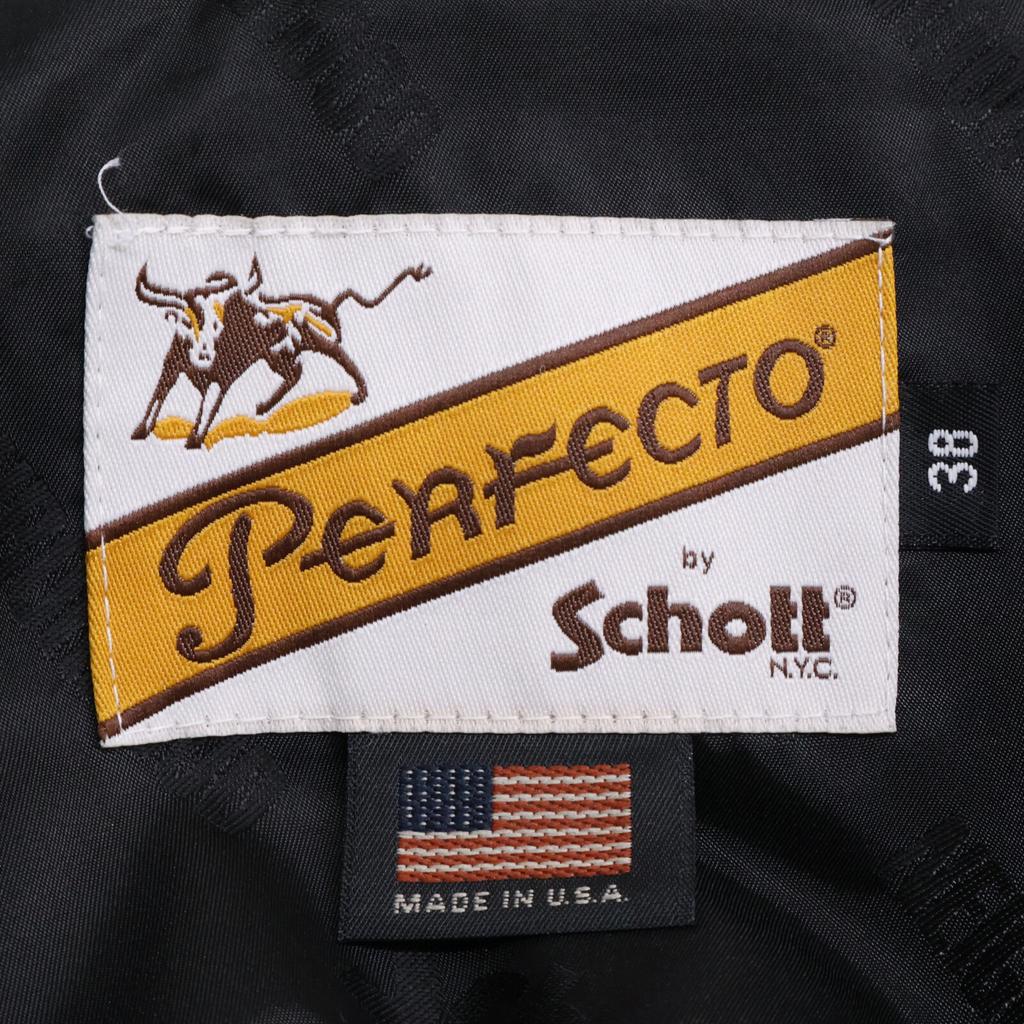 PERFECTO®
by
Schott®
N.Y.C.
38
MADE IN U.S.A.